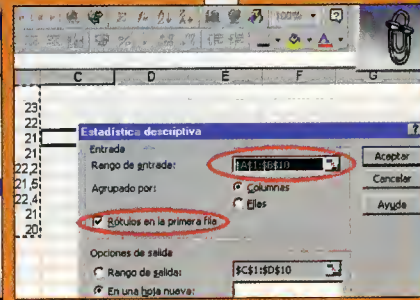 100%
C D E F G
23
22
21
21
22,2
21,5
22,4
21
20
Estadística descriptiva
Entrada
Rango de entrada: $A$1:$B$10
Agrupado por: Columnas
Filas
Rótulos en la primera fila
Opciones de salida
Rango de salida: $C$1:$D$10
En una hoja nueva:
Aceptar
Cancelar
Ayuda